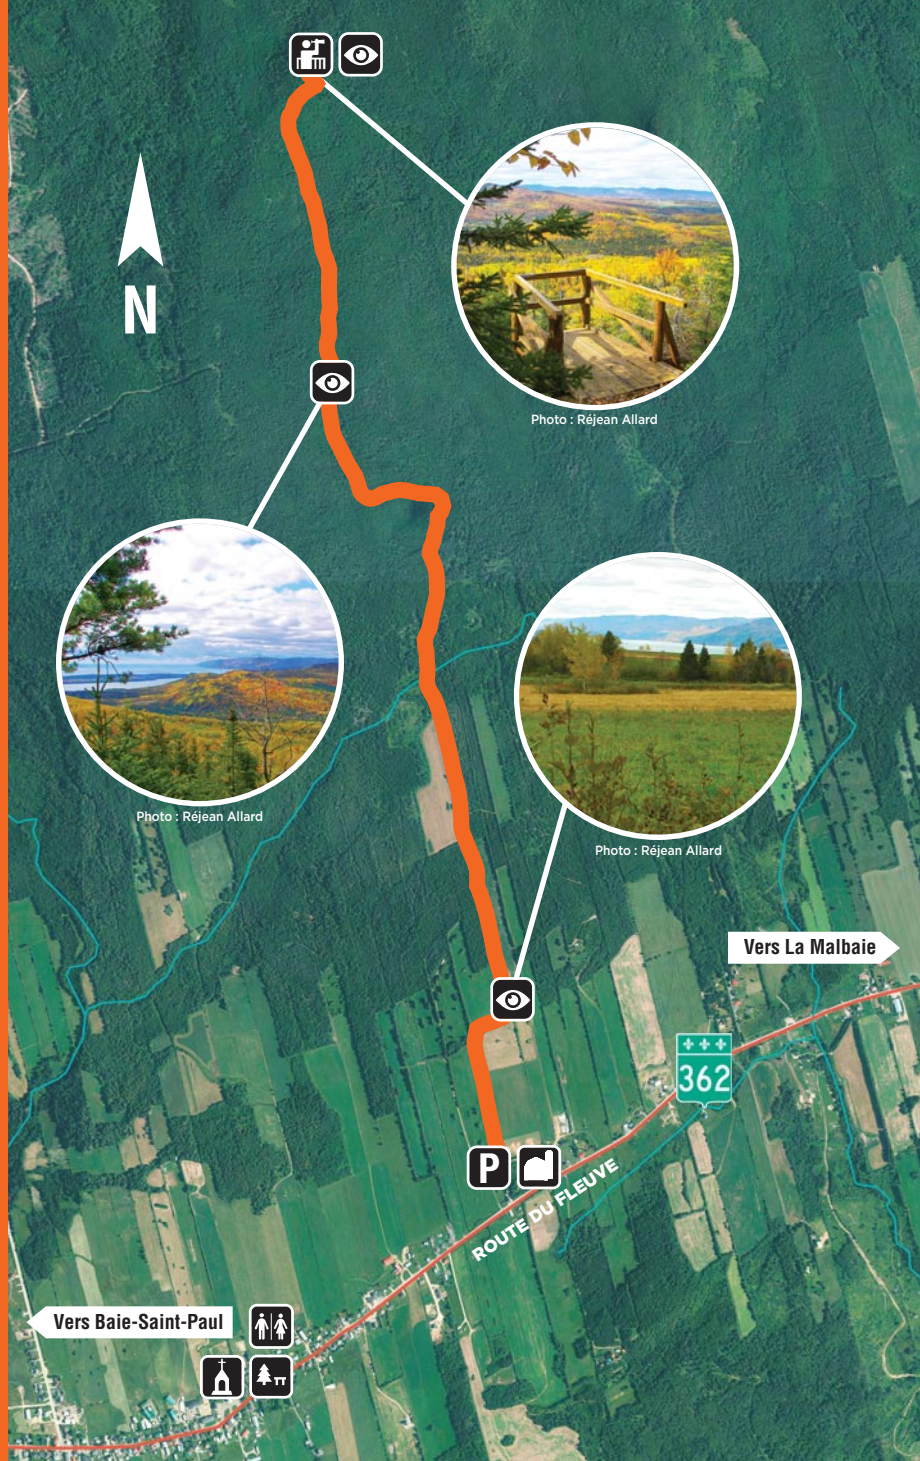 N
Photo : Réjean Allard
Photo : Réjean Allard
Photo : Réjean Allard
Vers La Malbaie
362
P
ROUTE DU FLEUVE
Vers Baie-Saint-Paul